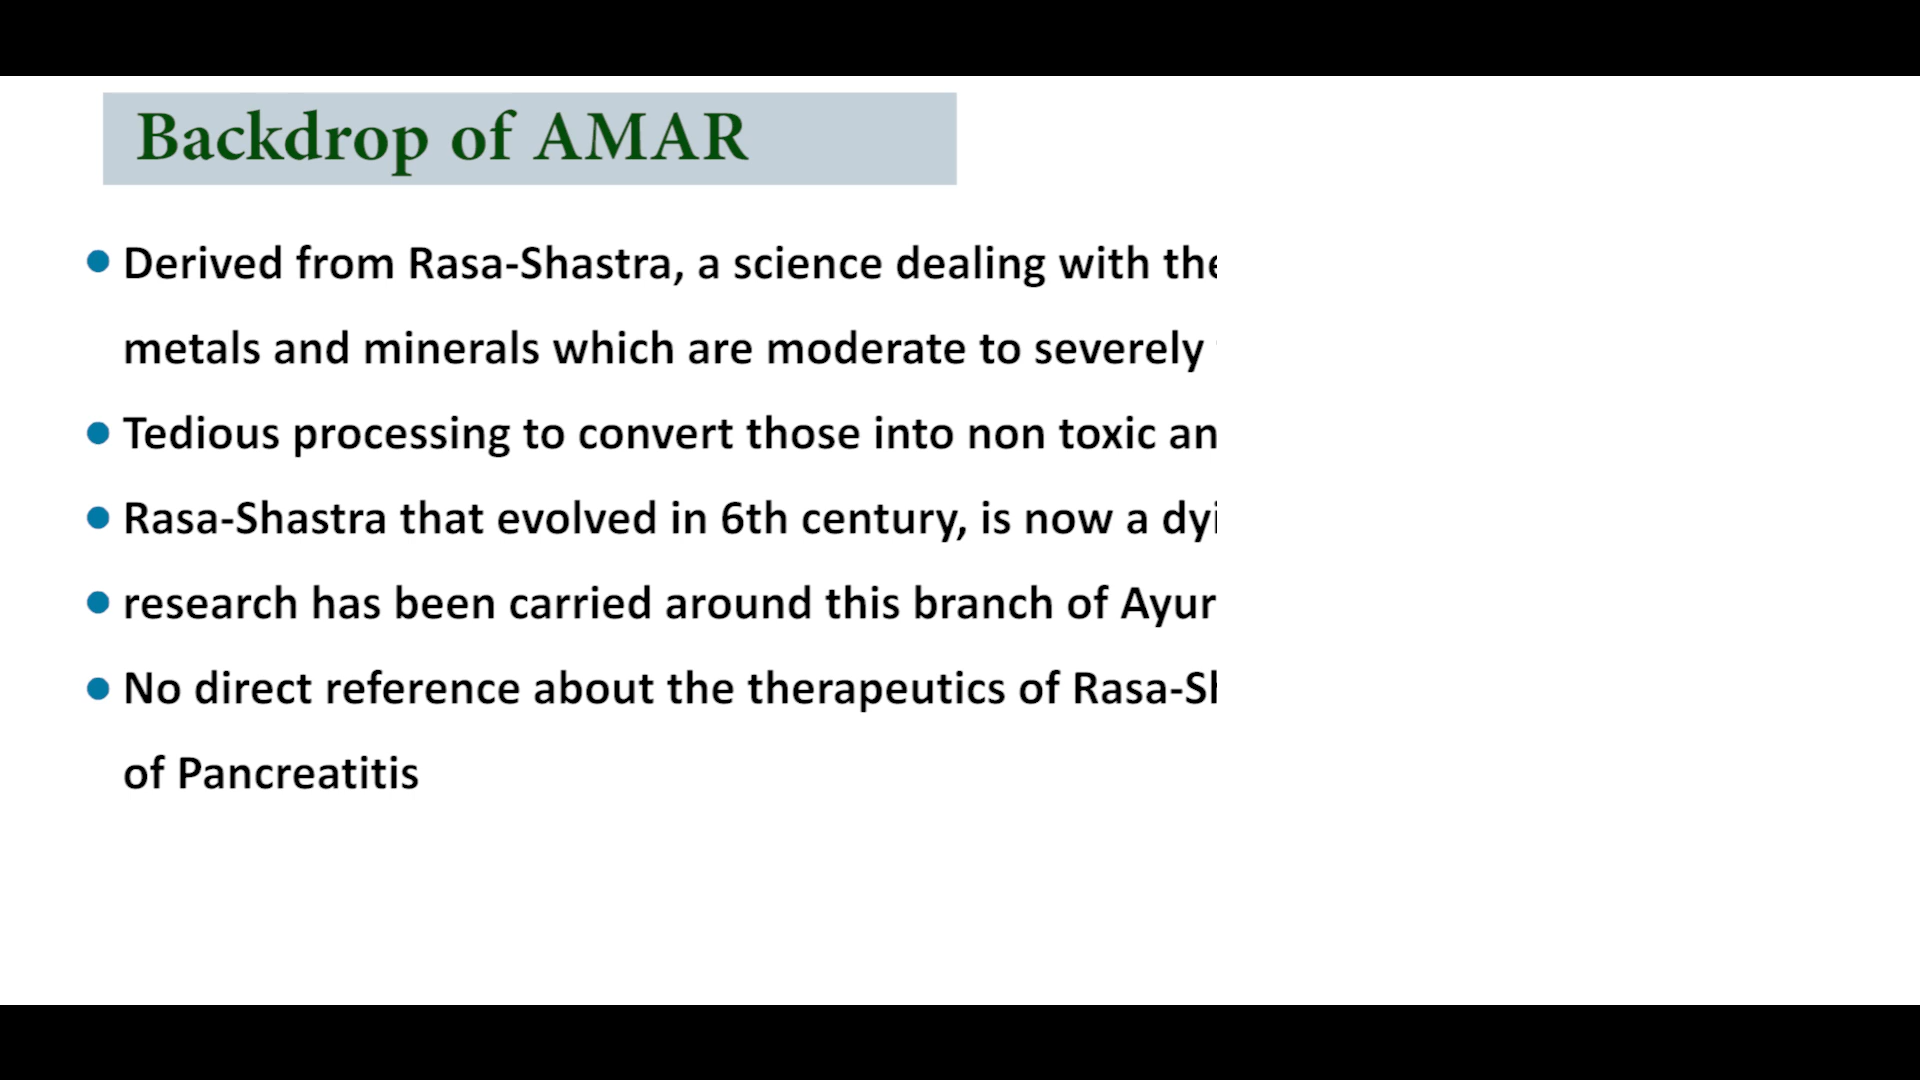 Backdrop of AMAR
Derived from Rasa-Shastra, a science dealing with the
metals and minerals which are moderate to severely
Tedious processing to convert those into non toxic an
Rasa-Shastra that evolved in 6th century, is now a dyi
research has been carried around this branch of Ayur
No direct reference about the therapeutics of Rasa-Sh
of Pancreatitis